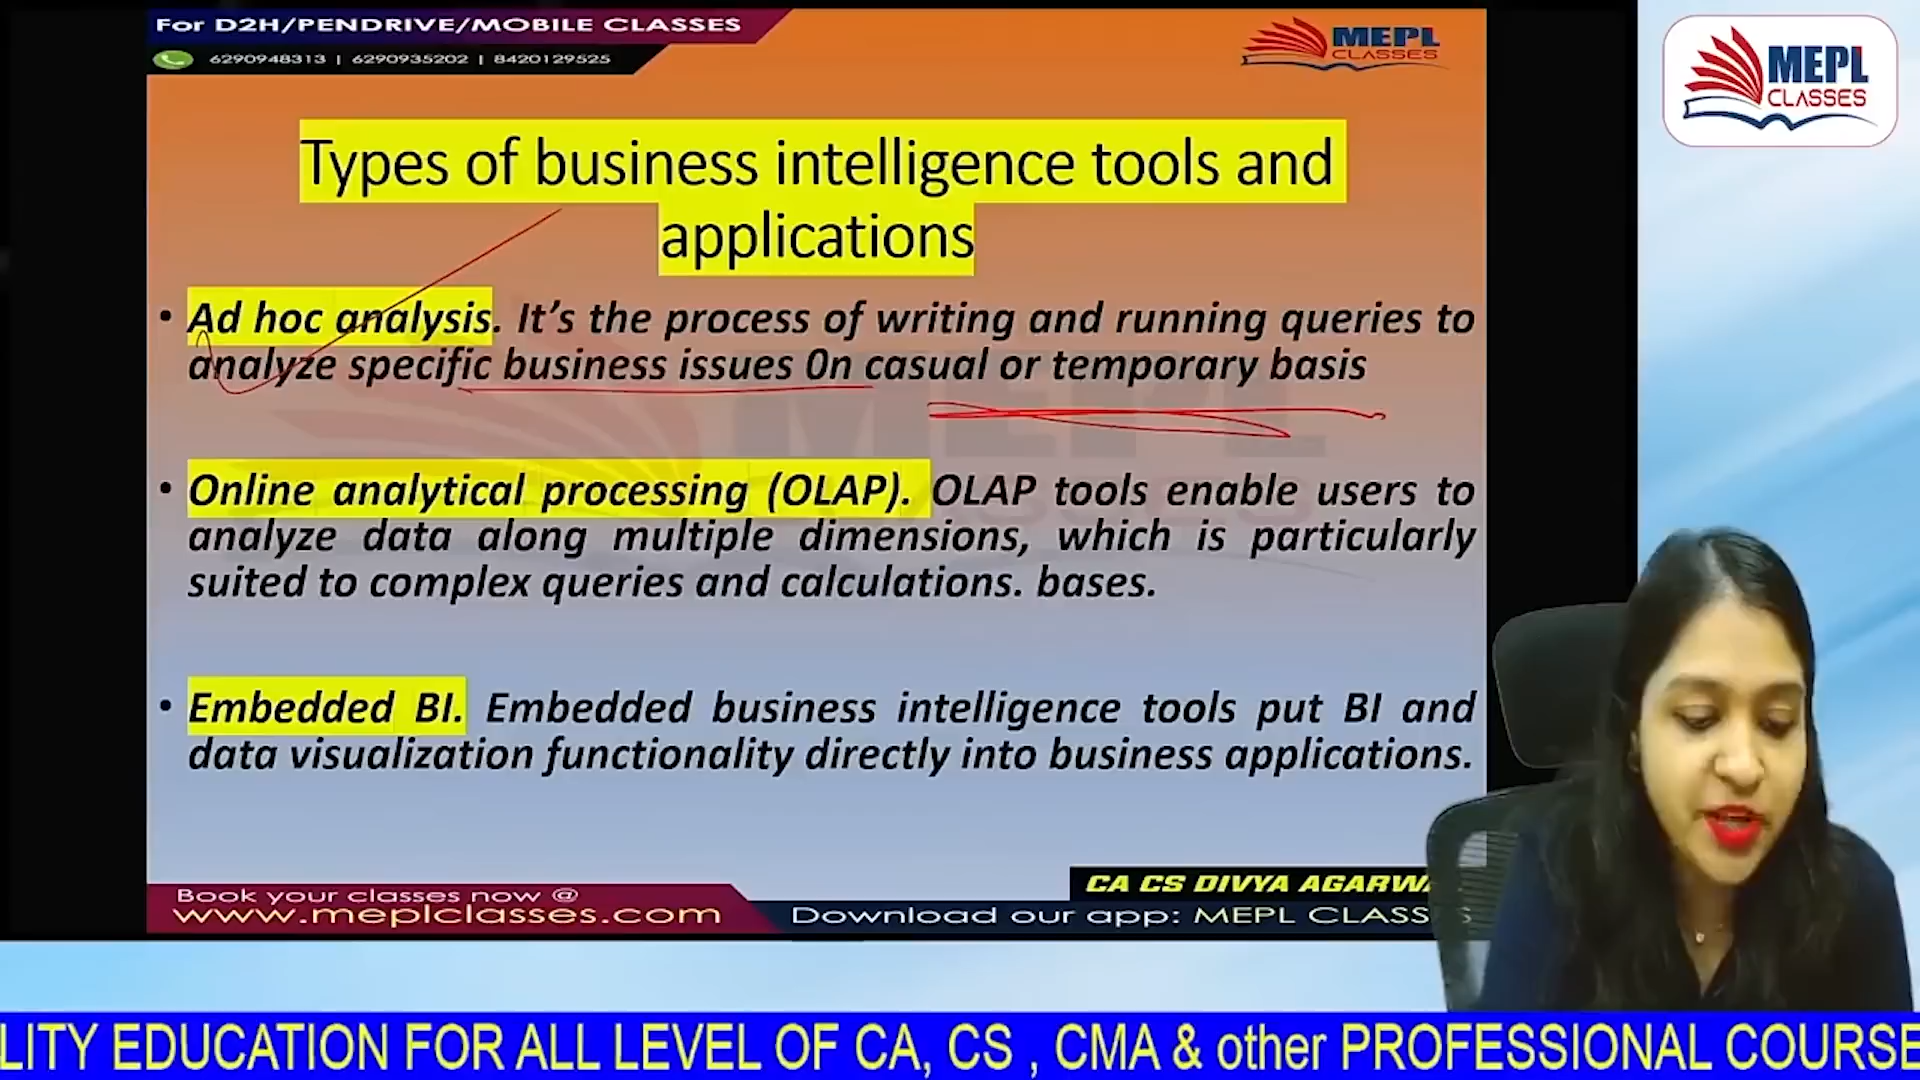 For D2H/PENDRIVE/MOBILE CLASSES
6290948313 | 6290935202 | 8420129525
MEPL
CLASSES
MEPL
CLASSES
Types of business intelligence tools and
applications
• Ad hoc analysis. It’s the process of writing and running queries to
analyze specific business issues 0n casual or temporary basis
• Online analytical processing (OLAP). OLAP tools enable users to
analyze data along multiple dimensions, which is particularly
suited to complex queries and calculations. bases.
• Embedded BI. Embedded business intelligence tools put BI and
data visualization functionality directly into business applications.
MEPL
CLASSES
CA CS DIVYA
Book your classes now @
www.meplclasses.com
Download our app: MEPL
EDUCATION FOR ALL LEVEL OF CA, CS , CMA & other PROFESSIONAL